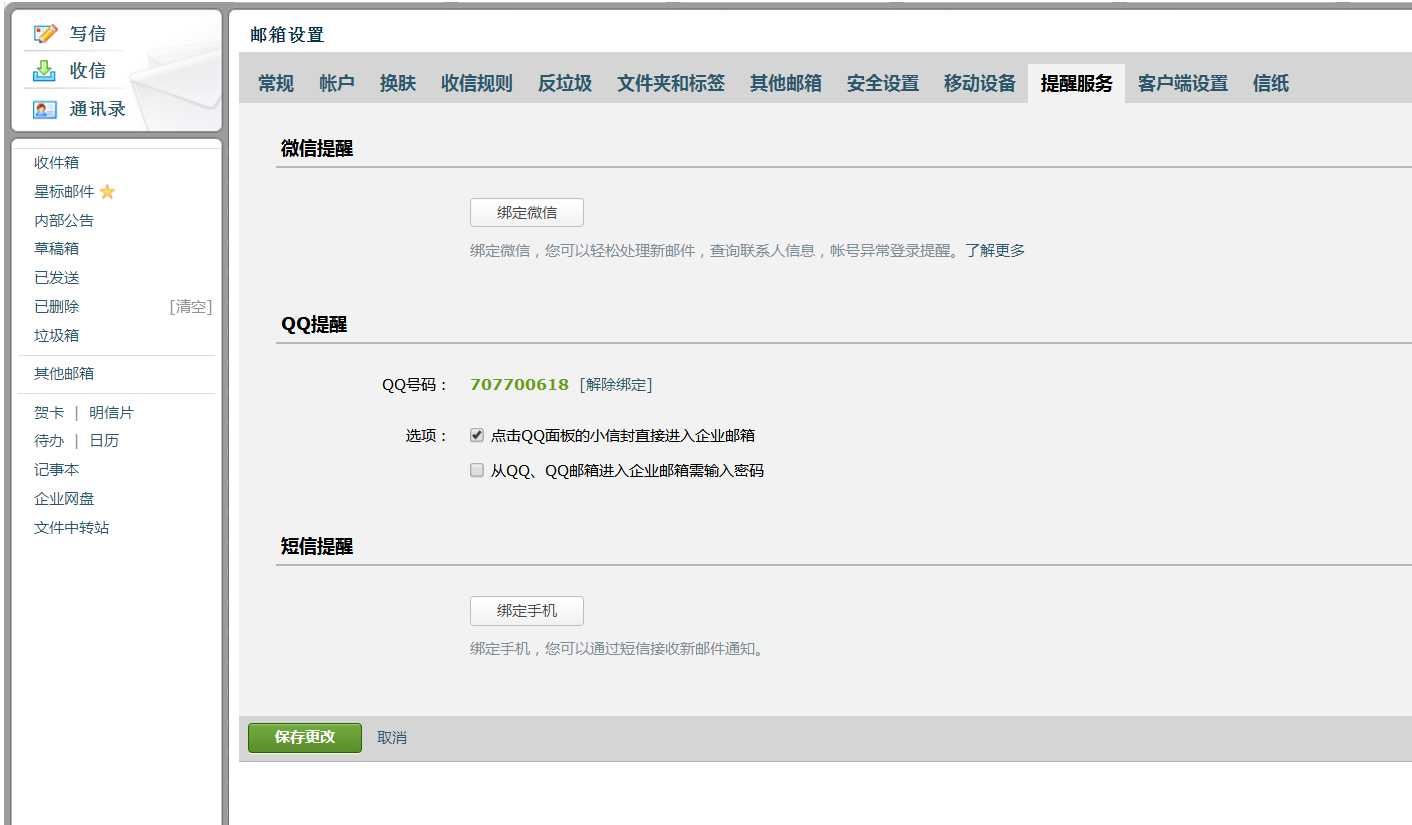 写信
收信
通讯录
收件箱
星标邮件
内部公告
草稿箱
已发送
已删除 [清空]
垃圾箱
其他邮箱
贺卡 | 明信片
待办 | 日历
记事本
企业网盘
文件中转站
邮箱设置
常规 帐户 换肤 收信规则 反垃圾 文件夹和标签 其他邮箱 安全设置 移动设备 提醒服务 客户端设置 信纸
微信提醒
绑定微信
绑定微信，您可以轻松处理新邮件，查询联系人信息，帐号异常登录提醒。了解更多
QQ提醒
QQ号码： 707700618 [解除绑定]
选项： 点击QQ面板的小信封直接进入企业邮箱
从QQ、QQ邮箱进入企业邮箱需输入密码
短信提醒
绑定手机
绑定手机，您可以通过短信接收新邮件通知。
保存更改 取消